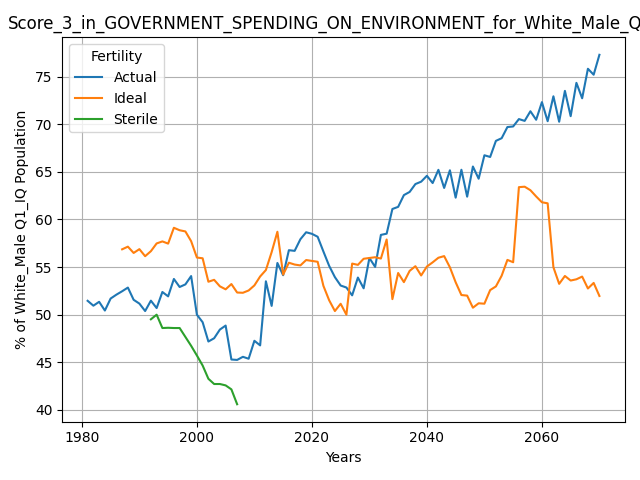 Score_3_in_GOVERNMENT_SPENDING_ON_ENVIRONMENT_for_White_Male_Q
Fertility
Actual
Ideal
Sterile
% of White_Male Q1_IQ Population
75
70
65
60
55
50
45
40
1980 2000 2020 2040 2060
Years